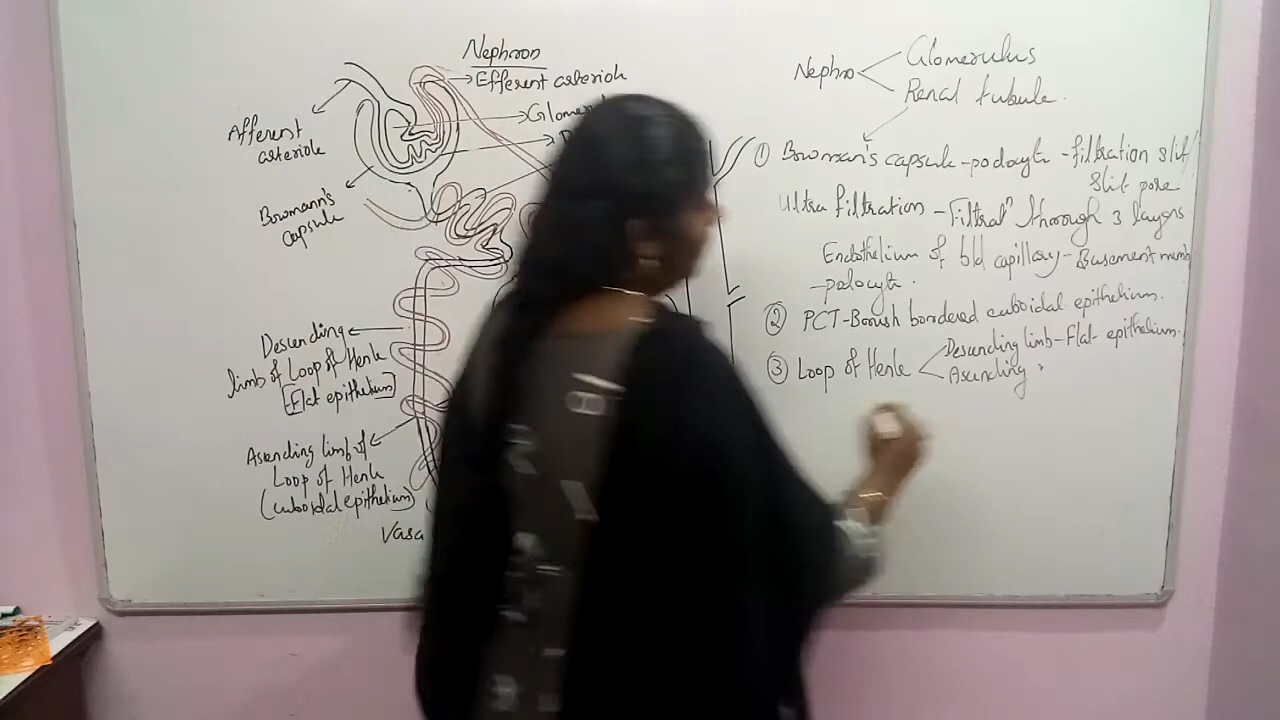 Nephron
Efferent arteriole
Afferent
arteriole
Bowmann's
capsule
Descending
limb of Loop of Henle
[Flat epithelium]
Ascending limb of
Loop of Henle
(cuboidal epithelium)
Vasa
Nephro
Glomerulus
Renal tubule.
① Bowman's capsule-podocyte-filtration slit/
slit pore
Ultra filtration - Filtraⁿ thorough 3 layers
Endothelium of bld capillary-Basement memb
-podocyte.
② PCT-Brush bordered cuboidal epithelium.
③ Loop of Henle
Descending limb-Flat epithelium.
Ascending